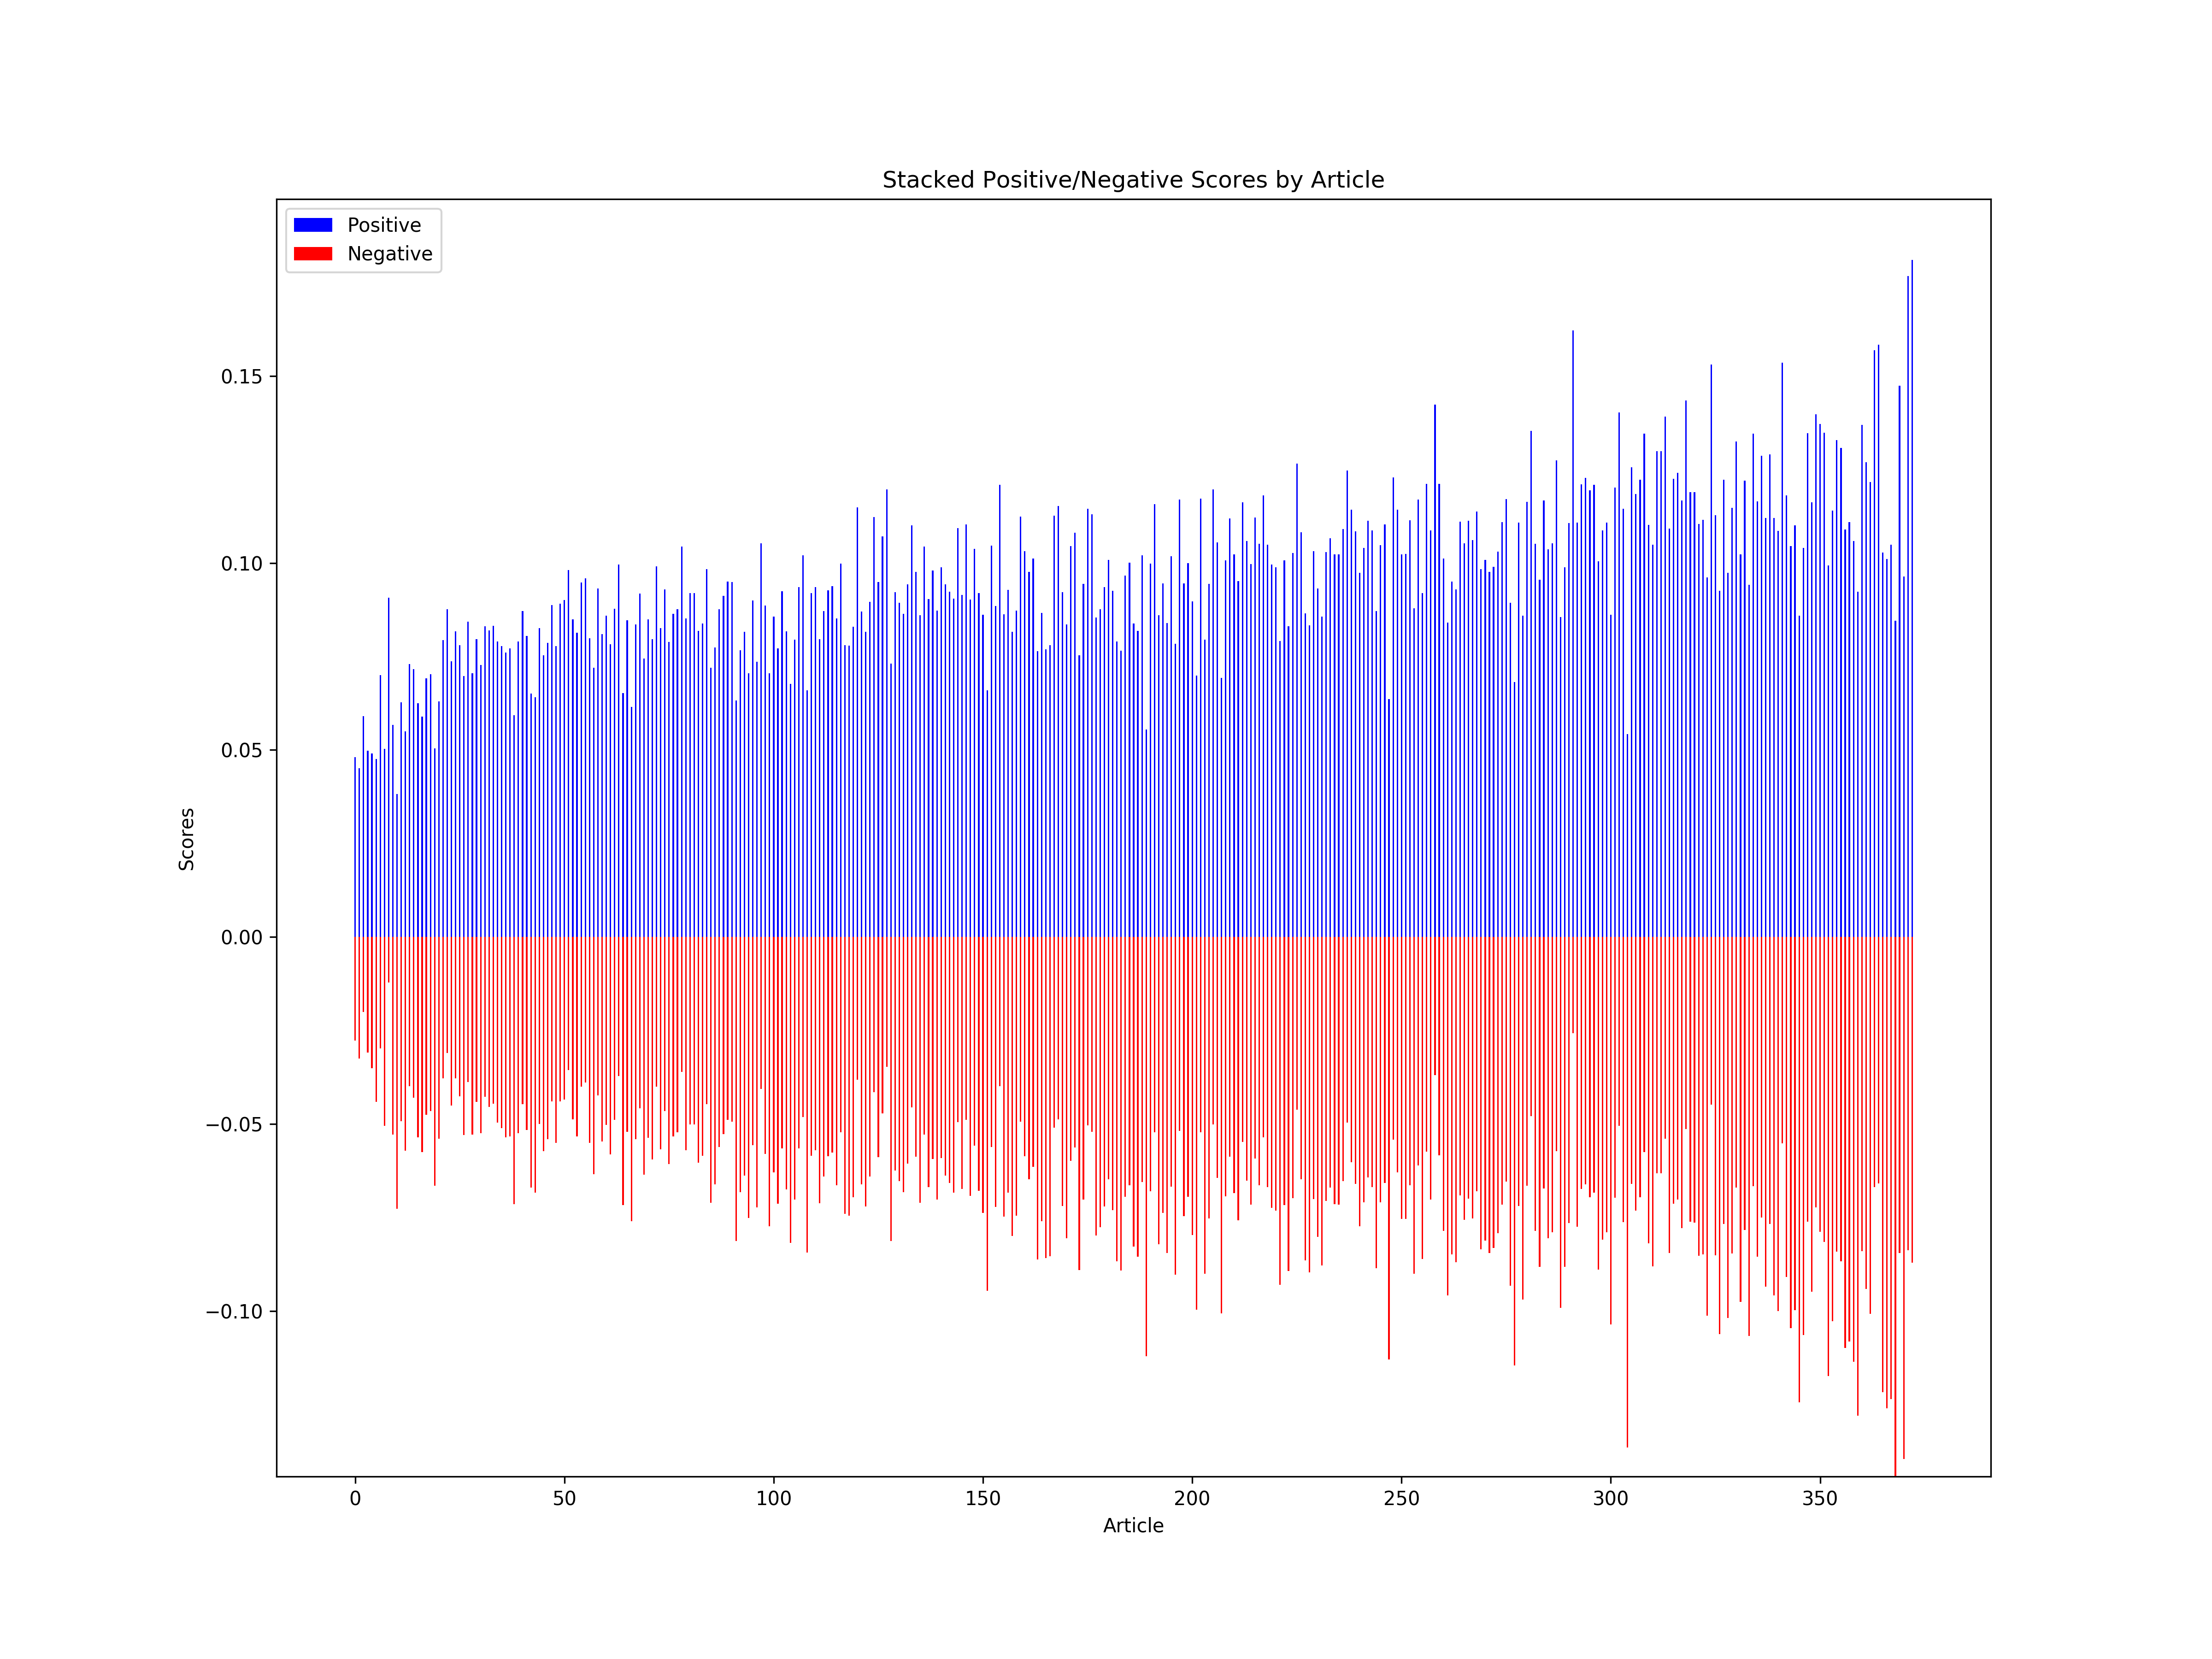 Stacked Positive/Negative Scores by Article
Positive
Negative
0.15
0.10
0.05
0.00
−0.05
−0.10
Scores
0 50 100 150 200 250 300 350
Article